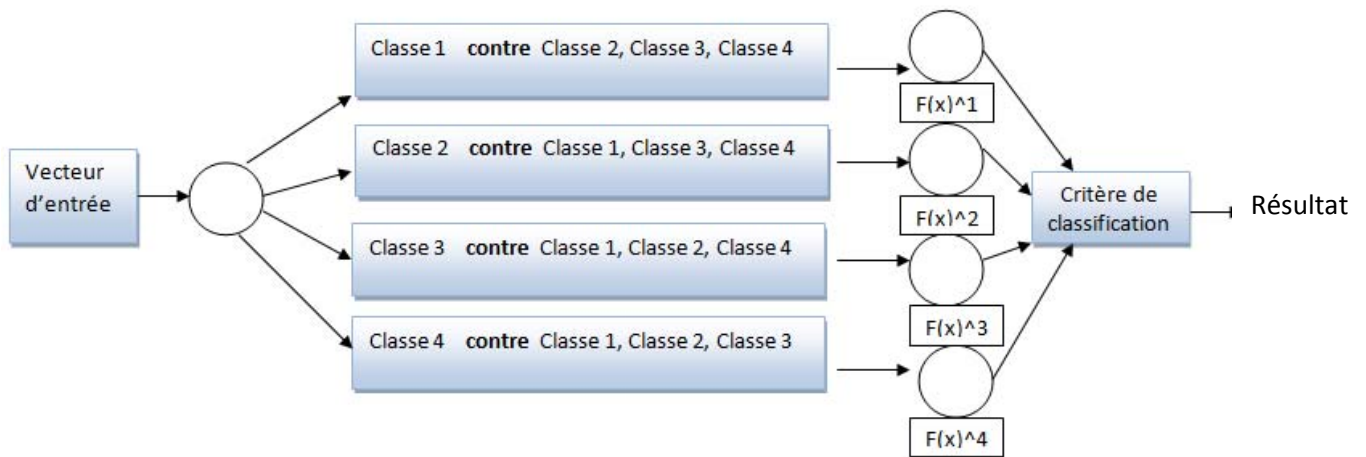 Vecteur
d'entrée
Classe 1 contre Classe 2, Classe 3, Classe 4
Classe 2 contre Classe 1, Classe 3, Classe 4
Classe 3 contre Classe 1, Classe 2, Classe 4
Classe 4 contre Classe 1, Classe 2, Classe 3
F(x)^1
F(x)^2
F(x)^3
F(x)^4
Critère de
classification
Résultat